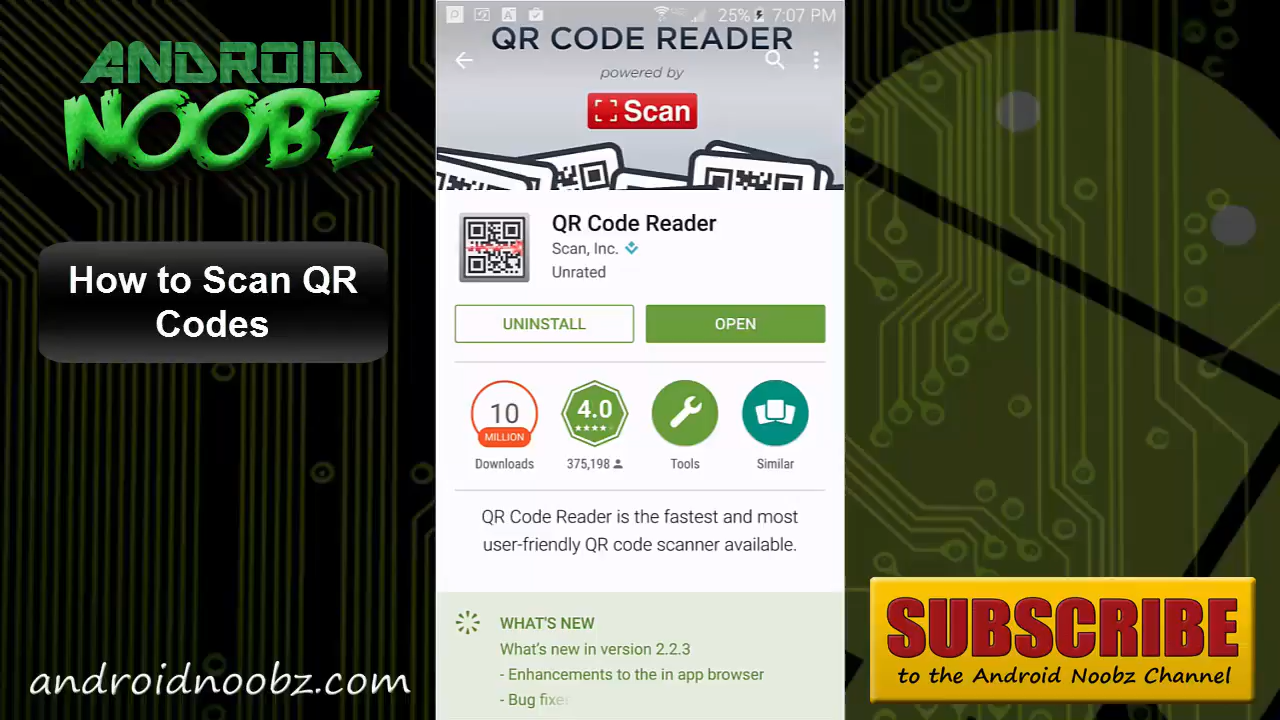 ANDROID
NOOBZ
How to Scan QR
Codes
androidnoobz.com
25% 7:07 PM
QR CODE READER
powered by
Scan
QR Code Reader
Scan, Inc.
Unrated
UNINSTALL
OPEN
10
MILLION
Downloads
4.0
375,198
Tools
Similar
QR Code Reader is the fastest and most
user-friendly QR code scanner available.
WHAT'S NEW
What's new in version 2.2.3
- Enhancements to the in app browser
- Bug fixes
SUBSCRIBE
to the Android Noobz Channel